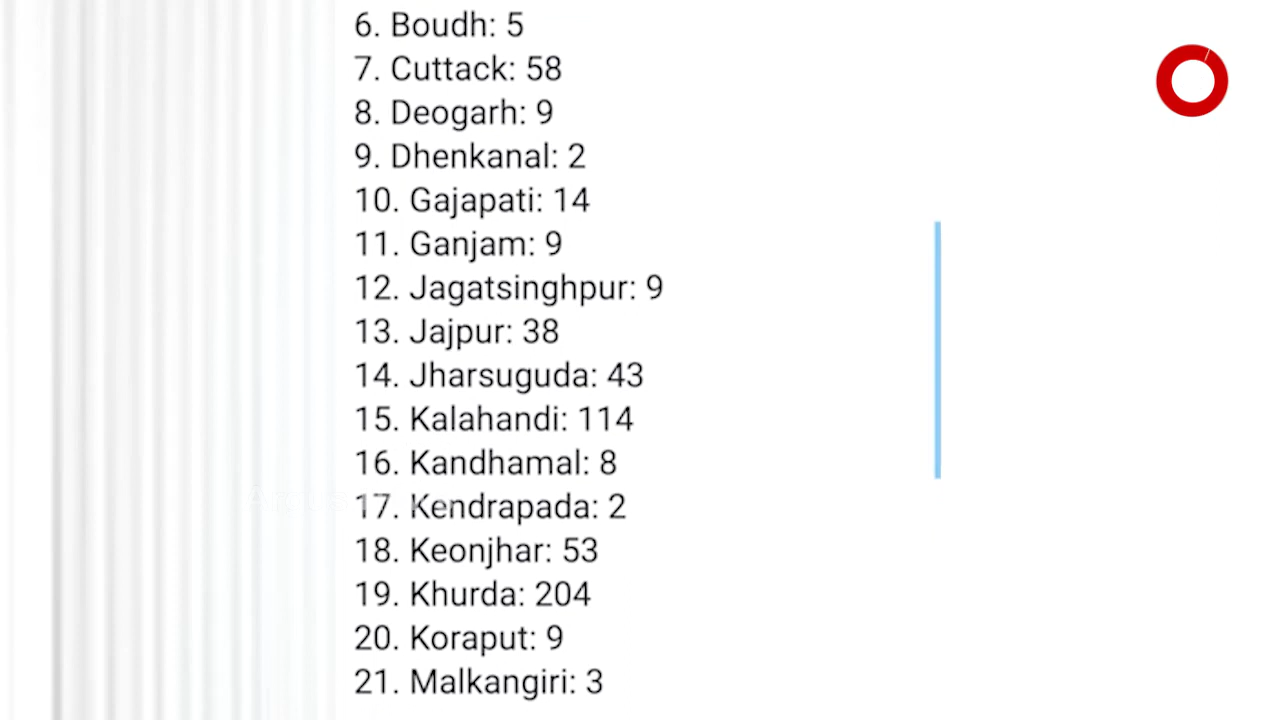 6. Boudh: 5
7. Cuttack: 58
8. Deogarh: 9
9. Dhenkanal: 2
10. Gajapati: 14
11. Ganjam: 9
12. Jagatsinghpur: 9
13. Jajpur: 38
14. Jharsuguda: 43
15. Kalahandi: 114
16. Kandhamal: 8
17. Kendrapada: 2
18. Keonjhar: 53
19. Khurda: 204
20. Koraput: 9
21. Malkangiri: 3